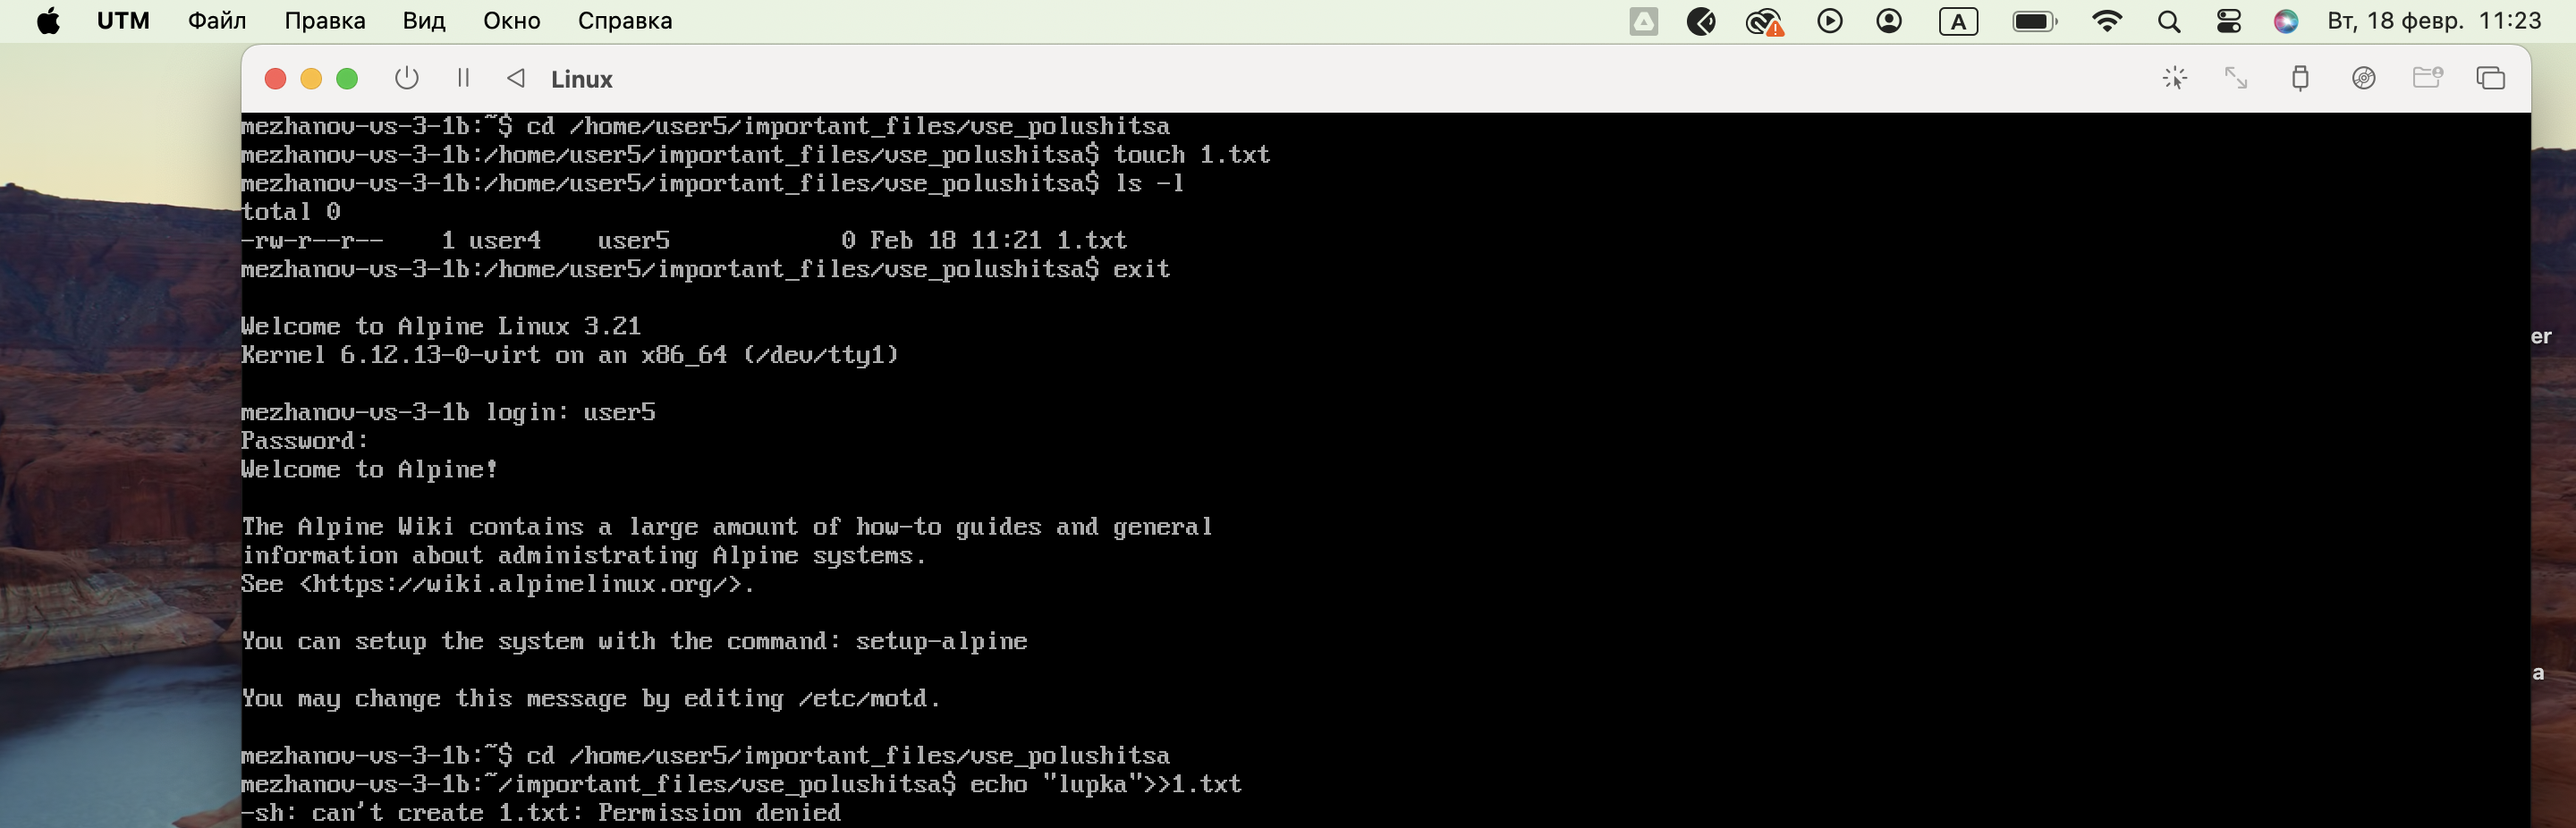 UTM Файл Правка Вид Окно Справка A Вт, 18 февр. 11:23
Linux
mezhanov-vs-3-1b:~$ cd /home/user5/important_files/vse_polushitsa
mezhanov-vs-3-1b:/home/user5/important_files/vse_polushitsa$ touch 1.txt
mezhanov-vs-3-1b:/home/user5/important_files/vse_polushitsa$ ls -l
total 0
-rw-r--r--    1 user4    user5            0 Feb 18 11:21 1.txt
mezhanov-vs-3-1b:/home/user5/important_files/vse_polushitsa$ exit
Welcome to Alpine Linux 3.21
Kernel 6.12.13-0-virt on an x86_64 (/dev/tty1)
er
mezhanov-vs-3-1b login: user5
Password:
Welcome to Alpine!
The Alpine Wiki contains a large amount of how-to guides and general
information about administrating Alpine systems.
See <https://wiki.alpinelinux.org/>.
You can setup the system with the command: setup-alpine
a
You may change this message by editing /etc/motd.
mezhanov-vs-3-1b:~$ cd /home/user5/important_files/vse_polushitsa
mezhanov-vs-3-1b:~/important_files/vse_polushitsa$ echo "lupka">>1.txt
-sh: can't create 1.txt: Permission denied